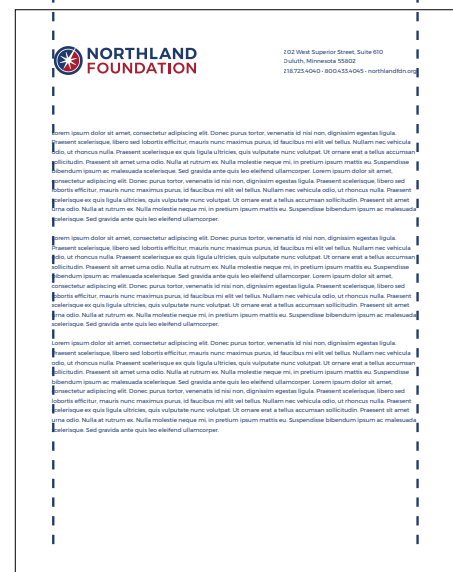 NORTHLAND
FOUNDATION
202 West Superior Street, Suite 610
Duluth, Minnesota 55802
218.723.4040 • 800.433.4045 • northlandfdn.org
Lorem ipsum dolor sit amet, consectetur adipiscing elit. Donec purus tortor, venenatis id nisi non, dignissim egestas ligula.
Praesent scelerisque, libero sed lobortis efficitur, mauris nunc maximus purus, id faucibus mi elit vel tellus. Nullam nec vehicula
odio, ut rhoncus nulla. Praesent scelerisque ex quis ligula ultricies, quis vulputate nunc volutpat. Ut ornare erat a tellus accumsan
sollicitudin. Praesent sit amet urna odio. Nulla at rutrum ex. Nulla molestie neque mi, in pretium ipsum mattis eu. Suspendisse
bibendum ipsum ac malesuada scelerisque. Sed gravida ante quis leo eleifend ullamcorper. Lorem ipsum dolor sit amet,
consectetur adipiscing elit. Donec purus tortor, venenatis id nisi non, dignissim egestas ligula. Praesent scelerisque, libero sed
lobortis efficitur, mauris nunc maximus purus, id faucibus mi elit vel tellus. Nullam nec vehicula odio, ut rhoncus nulla. Praesent
scelerisque ex quis ligula ultricies, quis vulputate nunc volutpat. Ut ornare erat a tellus accumsan sollicitudin. Praesent sit amet
urna odio. Nulla at rutrum ex. Nulla molestie neque mi, in pretium ipsum mattis eu. Suspendisse bibendum ipsum ac malesuada
scelerisque. Sed gravida ante quis leo eleifend ullamcorper.
Lorem ipsum dolor sit amet, consectetur adipiscing elit. Donec purus tortor, venenatis id nisi non, dignissim egestas ligula.
Praesent scelerisque, libero sed lobortis efficitur, mauris nunc maximus purus, id faucibus mi elit vel tellus. Nullam nec vehicula
odio, ut rhoncus nulla. Praesent scelerisque ex quis ligula ultricies, quis vulputate nunc volutpat. Ut ornare erat a tellus accumsan
sollicitudin. Praesent sit amet urna odio. Nulla at rutrum ex. Nulla molestie neque mi, in pretium ipsum mattis eu. Suspendisse
bibendum ipsum ac malesuada scelerisque. Sed gravida ante quis leo eleifend ullamcorper. Lorem ipsum dolor sit amet,
consectetur adipiscing elit. Donec purus tortor, venenatis id nisi non, dignissim egestas ligula. Praesent scelerisque, libero sed
lobortis efficitur, mauris nunc maximus purus, id faucibus mi elit vel tellus. Nullam nec vehicula odio, ut rhoncus nulla. Praesent
scelerisque ex quis ligula ultricies, quis vulputate nunc volutpat. Ut ornare erat a tellus accumsan sollicitudin. Praesent sit amet
urna odio. Nulla at rutrum ex. Nulla molestie neque mi, in pretium ipsum mattis eu. Suspendisse bibendum ipsum ac malesuada
scelerisque. Sed gravida ante quis leo eleifend ullamcorper.
Lorem ipsum dolor sit amet, consectetur adipiscing elit. Donec purus tortor, venenatis id nisi non, dignissim egestas ligula.
Praesent scelerisque, libero sed lobortis efficitur, mauris nunc maximus purus, id faucibus mi elit vel tellus. Nullam nec vehicula
odio, ut rhoncus nulla. Praesent scelerisque ex quis ligula ultricies, quis vulputate nunc volutpat. Ut ornare erat a tellus accumsan
sollicitudin. Praesent sit amet urna odio. Nulla at rutrum ex. Nulla molestie neque mi, in pretium ipsum mattis eu. Suspendisse
bibendum ipsum ac malesuada scelerisque. Sed gravida ante quis leo eleifend ullamcorper. Lorem ipsum dolor sit amet,
consectetur adipiscing elit. Donec purus tortor, venenatis id nisi non, dignissim egestas ligula. Praesent scelerisque, libero sed
lobortis efficitur, mauris nunc maximus purus, id faucibus mi elit vel tellus. Nullam nec vehicula odio, ut rhoncus nulla. Praesent
scelerisque ex quis ligula ultricies, quis vulputate nunc volutpat. Ut ornare erat a tellus accumsan sollicitudin. Praesent sit amet
urna odio. Nulla at rutrum ex. Nulla molestie neque mi, in pretium ipsum mattis eu. Suspendisse bibendum ipsum ac malesuada
scelerisque. Sed gravida ante quis leo eleifend ullamcorper.